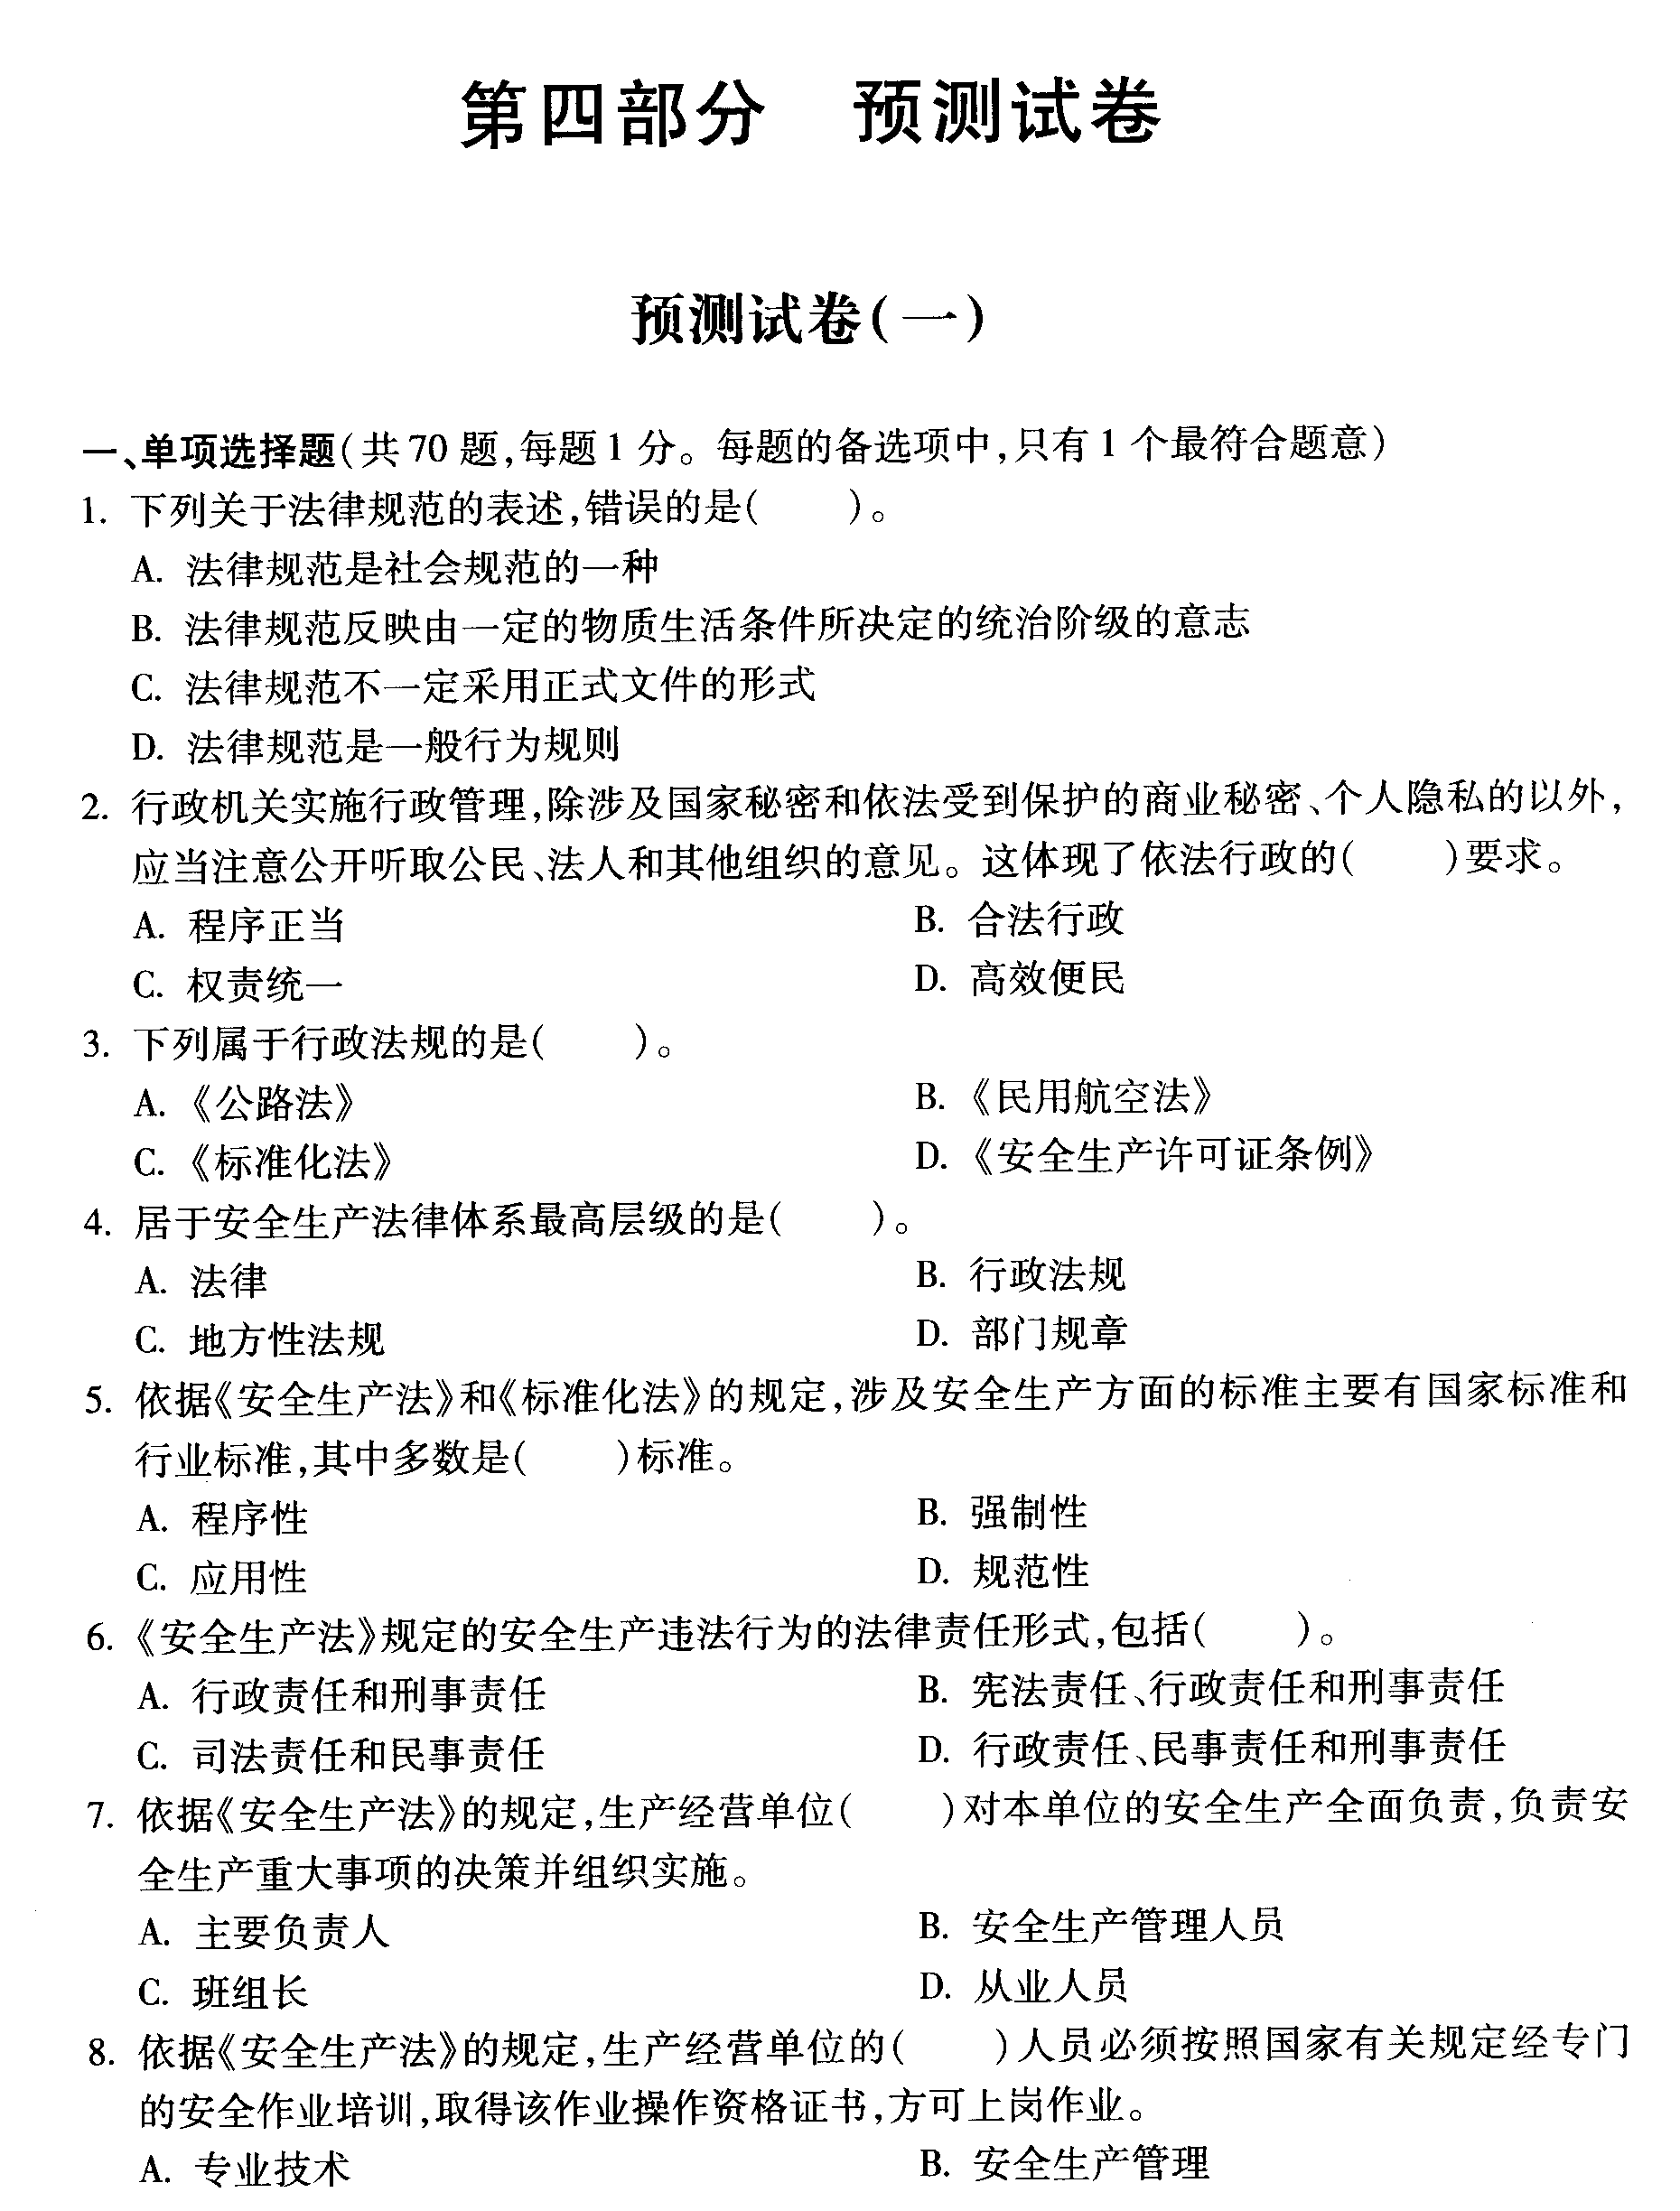 第四部分　预测试卷
预测试卷(一)
一、单项选择题(共70题,每题1分。每题的备选项中,只有1个最符合题意)
1. 下列关于法律规范的表述,错误的是(　　)。
A. 法律规范是社会规范的一种
B. 法律规范反映由一定的物质生活条件所决定的统治阶级的意志
C. 法律规范不一定采用正式文件的形式
D. 法律规范是一般行为规则
2. 行政机关实施行政管理,除涉及国家秘密和依法受到保护的商业秘密、个人隐私的以外,
应当注意公开听取公民、法人和其他组织的意见。这体现了依法行政的(　　)要求。
A. 程序正当　　B. 合法行政
C. 权责统一　　D. 高效便民
3. 下列属于行政法规的是(　　)。
A.《公路法》　　B.《民用航空法》
C.《标准化法》　　D.《安全生产许可证条例》
4. 居于安全生产法律体系最高层级的是(　　)。
A. 法律　　B. 行政法规
C. 地方性法规　　D. 部门规章
5. 依据《安全生产法》和《标准化法》的规定,涉及安全生产方面的标准主要有国家标准和
行业标准,其中多数是(　　)标准。
A. 程序性　　B. 强制性
C. 应用性　　D. 规范性
6.《安全生产法》规定的安全生产违法行为的法律责任形式,包括(　　)。
A. 行政责任和刑事责任　　B. 宪法责任、行政责任和刑事责任
C. 司法责任和民事责任　　D. 行政责任、民事责任和刑事责任
7. 依据《安全生产法》的规定,生产经营单位(　　)对本单位的安全生产全面负责,负责安
全生产重大事项的决策并组织实施。
A. 主要负责人　　B. 安全生产管理人员
C. 班组长　　D. 从业人员
8. 依据《安全生产法》的规定,生产经营单位的(　　)人员必须按照国家有关规定经专门
的安全作业培训,取得该作业操作资格证书,方可上岗作业。
A. 专业技术　　B. 安全生产管理